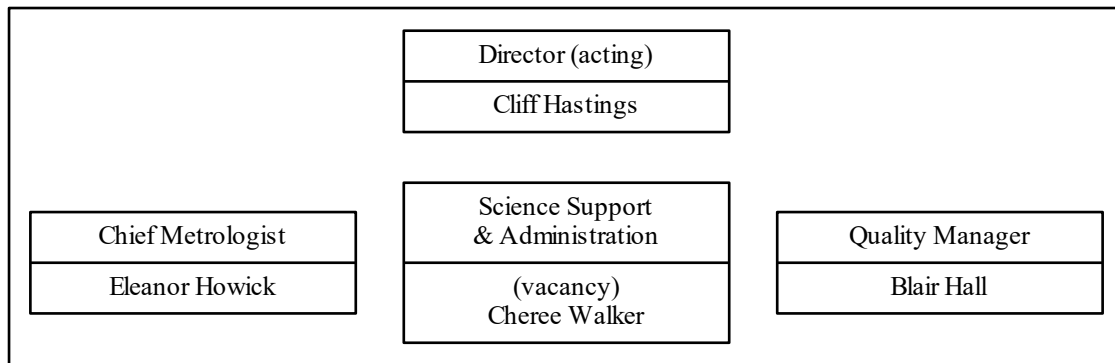 Director (acting)
Cliff Hastings
Science Support
& Administration
(vacancy)
Cheree Walker
Chief Metrologist
Eleanor Howick
Quality Manager
Blair Hall